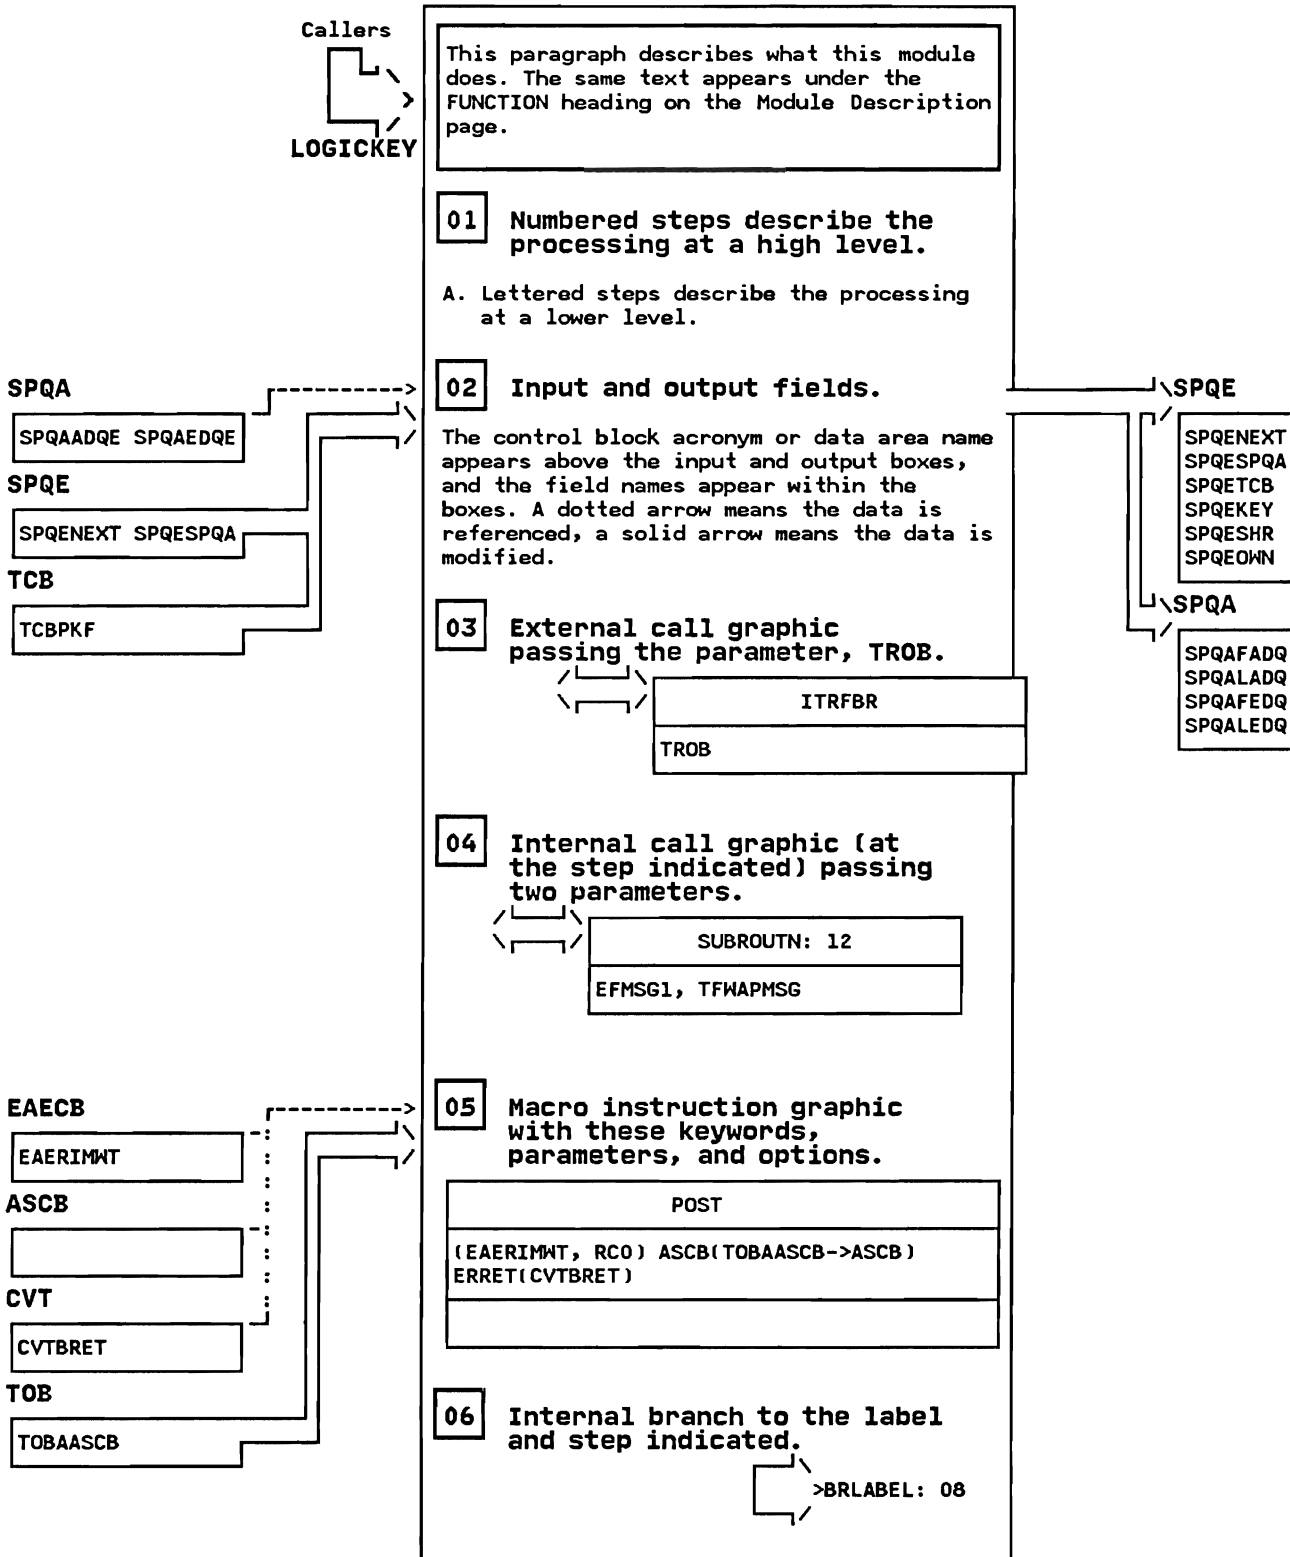 Callers
LOGICKEY
This paragraph describes what this module
does. The same text appears under the
FUNCTION heading on the Module Description
page.
01 Numbered steps describe the
processing at a high level.
A. Lettered steps describe the processing
at a lower level.
SPQA
SPQAADQE SPQAEDQE
SPQE
SPQENEXT SPQESPQA
TCB
TCBPKF
02 Input and output fields.
The control block acronym or data area name
appears above the input and output boxes,
and the field names appear within the
boxes. A dotted arrow means the data is
referenced, a solid arrow means the data is
modified.
SPQE
SPQENEXT
SPQESPQA
SPQETCB
SPQEKEY
SPQESHR
SPQEOWN
SPQA
SPQAFADQ
SPQALADQ
SPQAFEDQ
SPQALEDQ
03 External call graphic
passing the parameter, TROB.
ITRFBR
TROB
04 Internal call graphic (at
the step indicated) passing
two parameters.
SUBROUTN: 12
EFMSG1, TFWAPMSG
EAECB
EAERIMWT
ASCB
CVT
CVTBRET
TOB
TOBAASCB
05 Macro instruction graphic
with these keywords,
parameters, and options.
POST
(EAERIMWT, RC0) ASCB(TOBAASCB->ASCB)
ERRET(CVTBRET)
06 Internal branch to the label
and step indicated.
>BRLABEL: 08